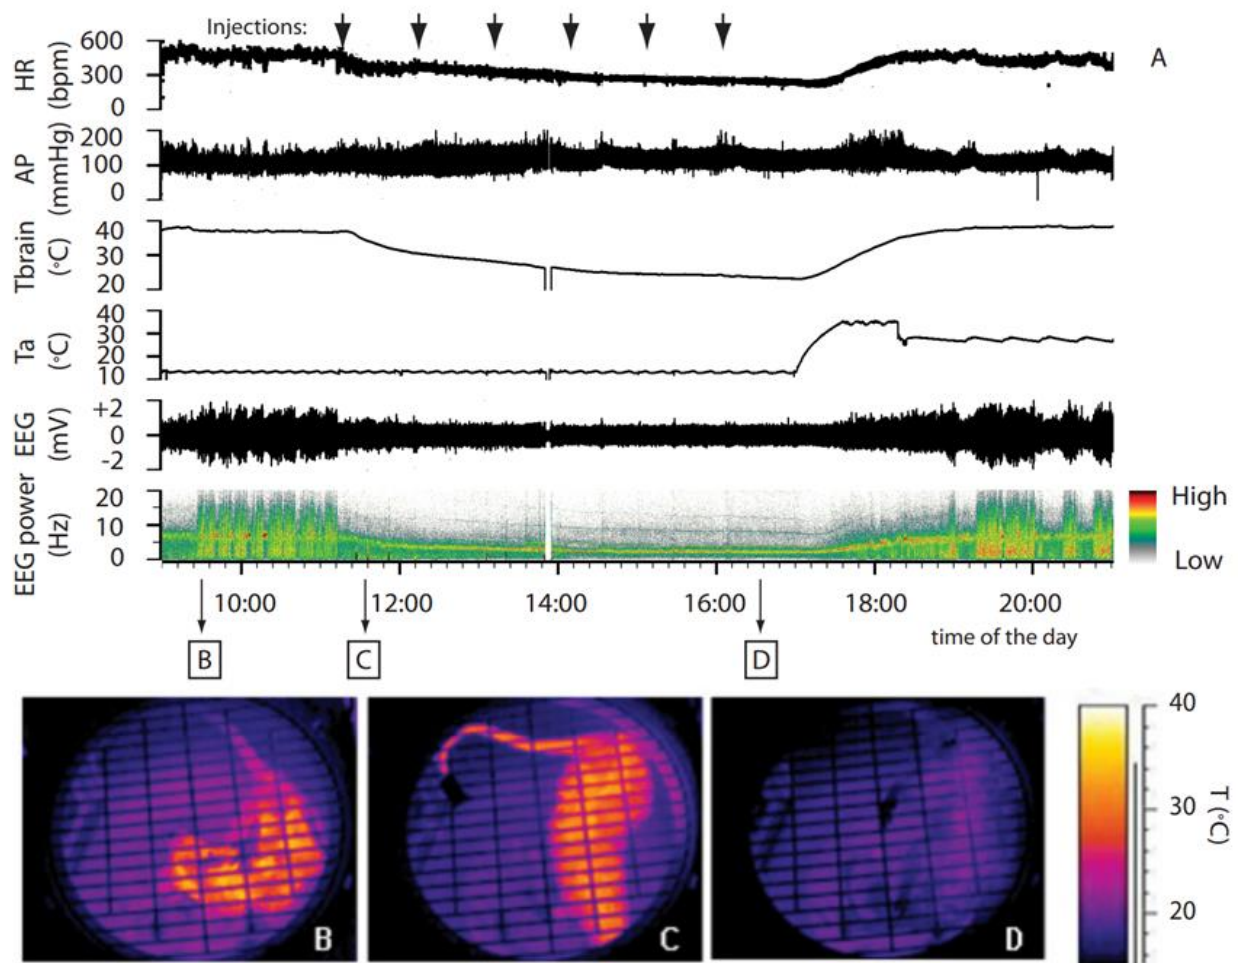 Injections:
A
HR
(bpm)
600
300
0
AP
(mmHg)
200
100
0
Tbrain
(°C)
40
30
20
Ta
(°C)
40
30
20
10
EEG
(mV)
+2
0
-2
EEG power
(Hz)
20
10
0
High
Low
10:00 12:00 14:00 16:00 18:00 20:00
time of the day
B C D
B C D
40
30
20
T (°C)